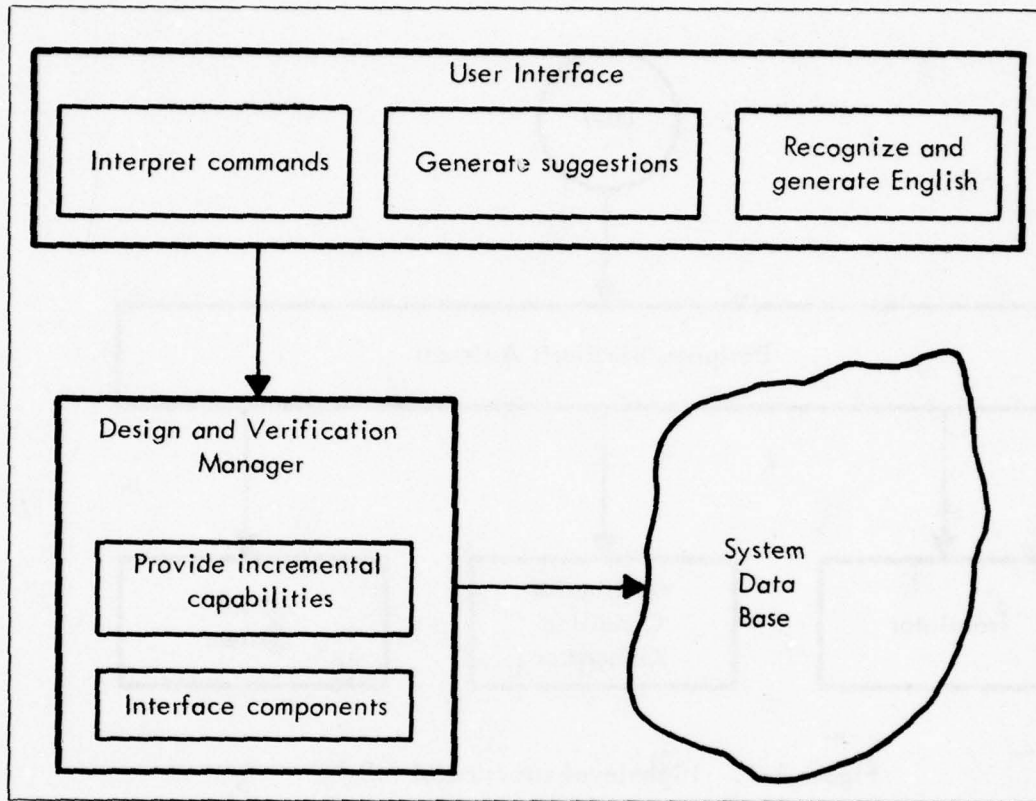 User Interface
Interpret commands
Generate suggestions
Recognize and
generate English
Design and Verification
Manager
Provide incremental
capabilities
Interface components
System
Data
Base